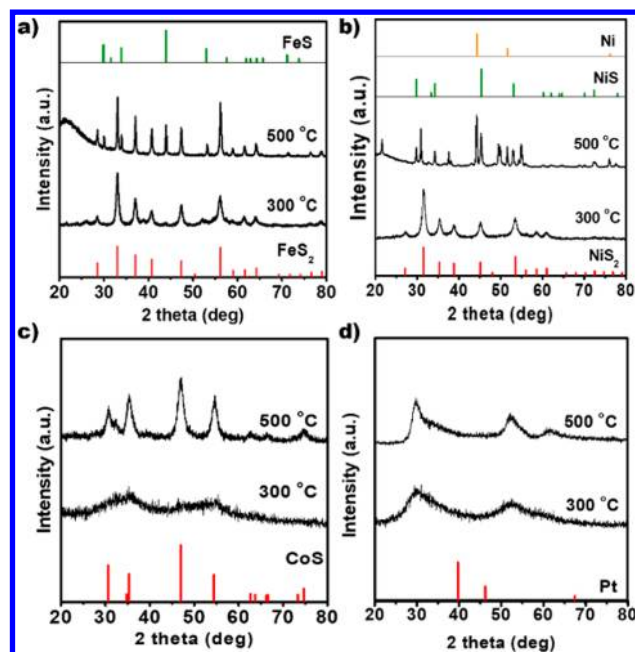 a)
FeS
500 °C
300 °C
FeS2
Intensity (a.u.)
20 30 40 50 60 70 80
2 theta (deg)
b)
Ni
NiS
500 °C
300 °C
NiS2
Intensity (a.u.)
20 30 40 50 60 70 80
2 theta (deg)
c)
500 °C
300 °C
CoS
Intensity (a.u.)
20 30 40 50 60 70 80
2 theta (deg)
d)
500 °C
300 °C
Pt
Intensity (a.u.)
20 30 40 50 60 70 80
2 theta (deg)